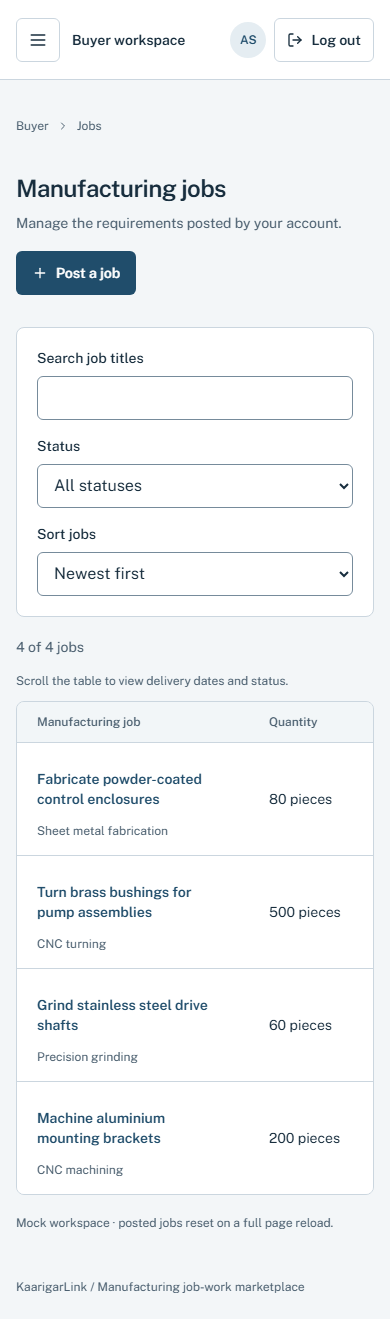 Buyer workspace
AS
Log out
Buyer
Jobs
Manufacturing jobs
Manage the requirements posted by your account.
Post a job
Search job titles
Status
All statuses
Sort jobs
Newest first
4 of 4 jobs
Scroll the table to view delivery dates and status.
Manufacturing job
Quantity
Fabricate powder-coated
control enclosures
80 pieces
Sheet metal fabrication
Turn brass bushings for
pump assemblies
500 pieces
CNC turning
Grind stainless steel drive
shafts
60 pieces
Precision grinding
Machine aluminium
mounting brackets
200 pieces
CNC machining
Mock workspace · posted jobs reset on a full page reload.
KaarigarLink / Manufacturing job-work marketplace